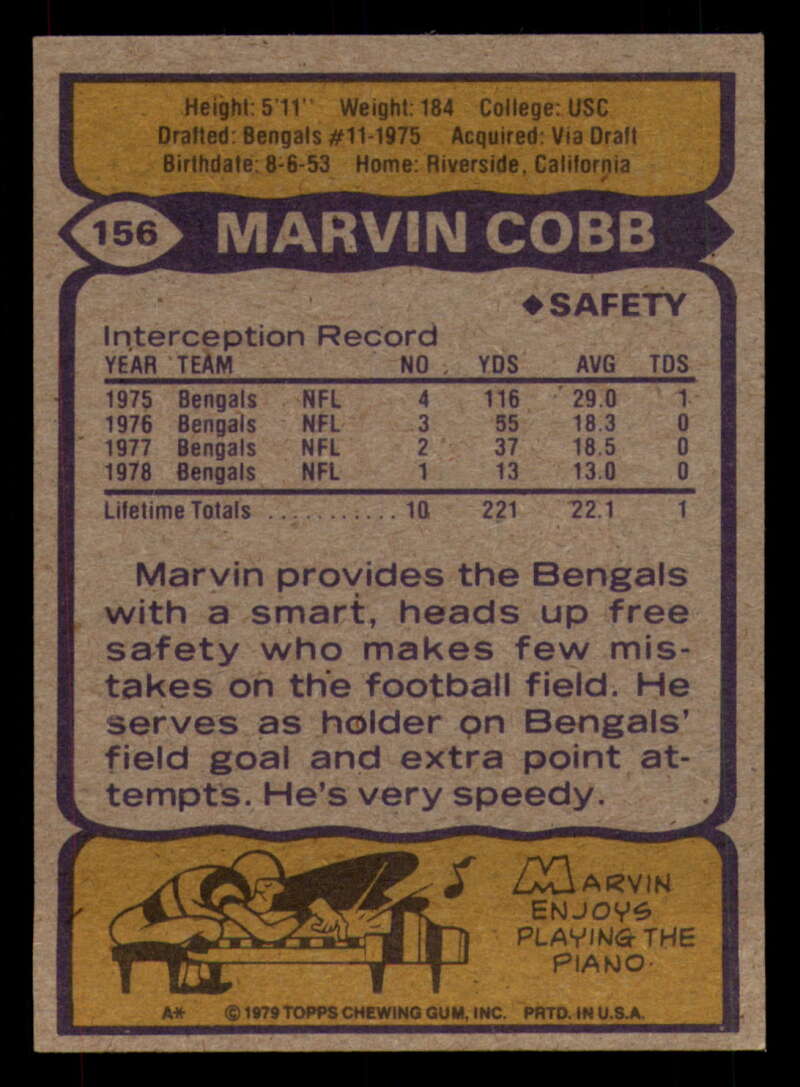 Height: 5'11" Weight: 184 College: USC
Drafted: Bengals #11-1975 Acquired: Via Draft
Birthdate: 8-6-53 Home: Riverside, California
156 MARVIN COBB
◆SAFETY
Interception Record
YEAR TEAM NO YDS AVG TDS
1975 Bengals NFL 4 116 29.0 1
1976 Bengals NFL 3 55 18.3 0
1977 Bengals NFL 2 37 18.5 0
1978 Bengals NFL 1 13 13.0 0
Lifetime Totals ........... 10 221 22.1 1
Marvin provides the Bengals
with a smart, heads up free
safety who makes few mis-
takes on the football field. He
serves as holder on Bengals'
field goal and extra point at-
tempts. He's very speedy.
MARVIN
ENJOYS
PLAYING THE
PIANO.
A* © 1979 TOPPS CHEWING GUM, INC. PRTD. IN U.S.A.